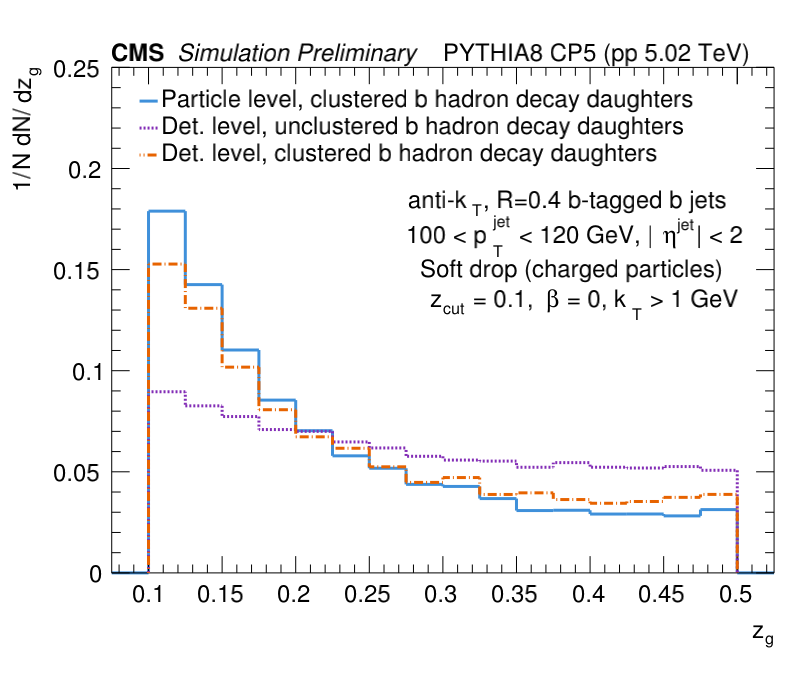 CMS Simulation Preliminary PYTHIA8 CP5 (pp 5.02 TeV)
1/N dN/ dz_g
0.25
0.2
0.15
0.1
0.05
0
Particle level, clustered b hadron decay daughters
Det. level, unclustered b hadron decay daughters
Det. level, clustered b hadron decay daughters
anti-k_T, R=0.4 b-tagged b jets
100 < p_T^jet < 120 GeV, | η^jet| < 2
Soft drop (charged particles)
z_cut = 0.1, β = 0, k_T > 1 GeV
0.1 0.15 0.2 0.25 0.3 0.35 0.4 0.45 0.5
z_g